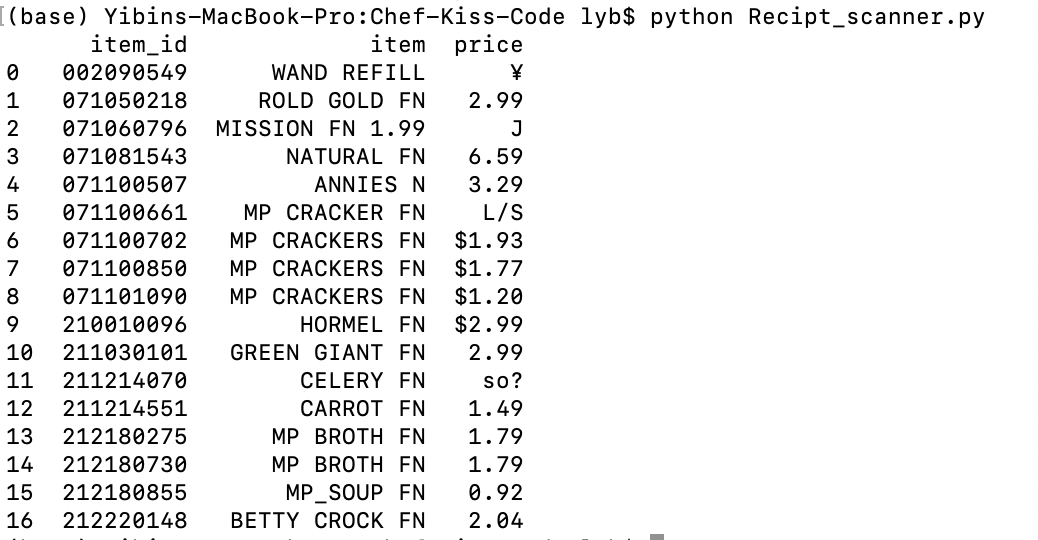 (base) Yibins-MacBook-Pro:Chef-Kiss-Code lyb$ python Recipt_scanner.py
item_id item price
0 002090549 WAND REFILL ¥
1 071050218 ROLD GOLD FN 2.99
2 071060796 MISSION FN 1.99 J
3 071081543 NATURAL FN 6.59
4 071100507 ANNIES N 3.29
5 071100661 MP CRACKER FN L/S
6 071100702 MP CRACKERS FN $1.93
7 071100850 MP CRACKERS FN $1.77
8 071101090 MP CRACKERS FN $1.20
9 210010096 HORMEL FN $2.99
10 211030101 GREEN GIANT FN 2.99
11 211214070 CELERY FN so?
12 211214551 CARROT FN 1.49
13 212180275 MP BROTH FN 1.79
14 212180730 MP BROTH FN 1.79
15 212180855 MP_SOUP FN 0.92
16 212220148 BETTY CROCK FN 2.04